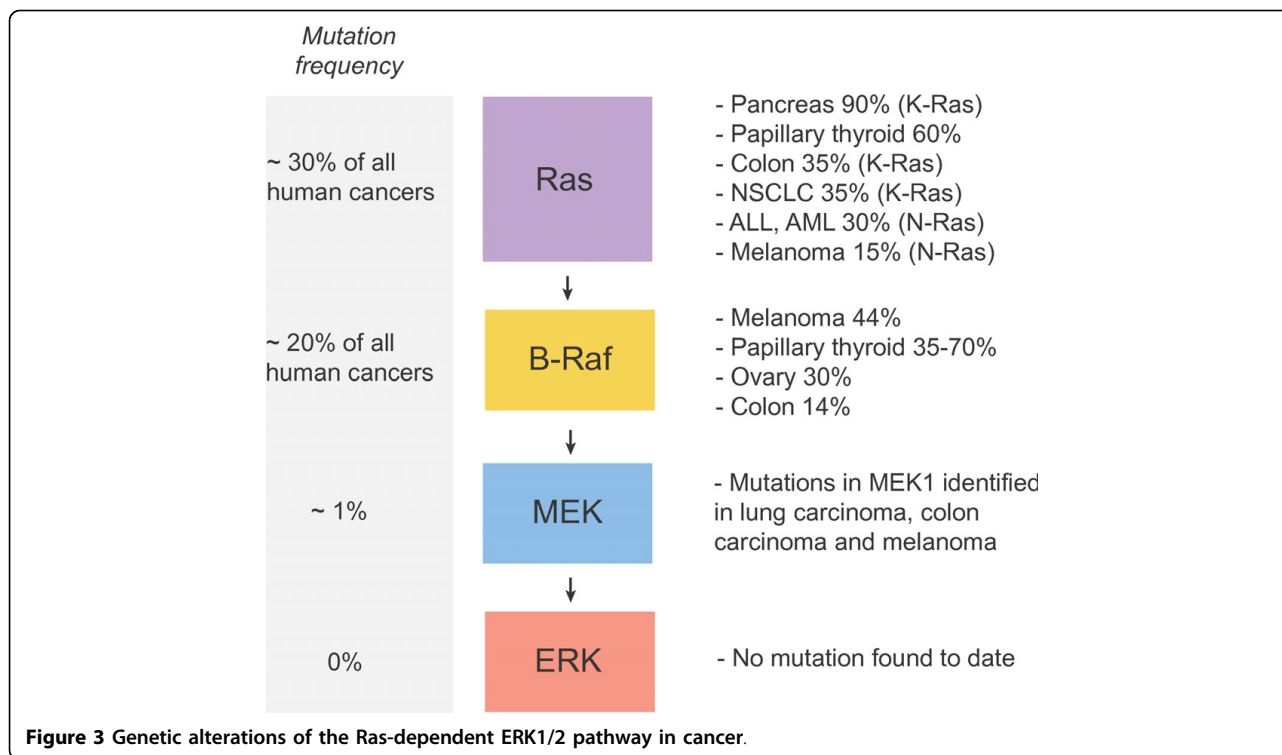 Mutation
frequency
~ 30% of all
human cancers
Ras
- Pancreas 90% (K-Ras)
- Papillary thyroid 60%
- Colon 35% (K-Ras)
- NSCLC 35% (K-Ras)
- ALL, AML 30% (N-Ras)
- Melanoma 15% (N-Ras)
~ 20% of all
human cancers
B-Raf
- Melanoma 44%
- Papillary thyroid 35-70%
- Ovary 30%
- Colon 14%
~ 1%
MEK
- Mutations in MEK1 identified
in lung carcinoma, colon
carcinoma and melanoma
0%
ERK
- No mutation found to date
Figure 3 Genetic alterations of the Ras-dependent ERK1/2 pathway in cancer.